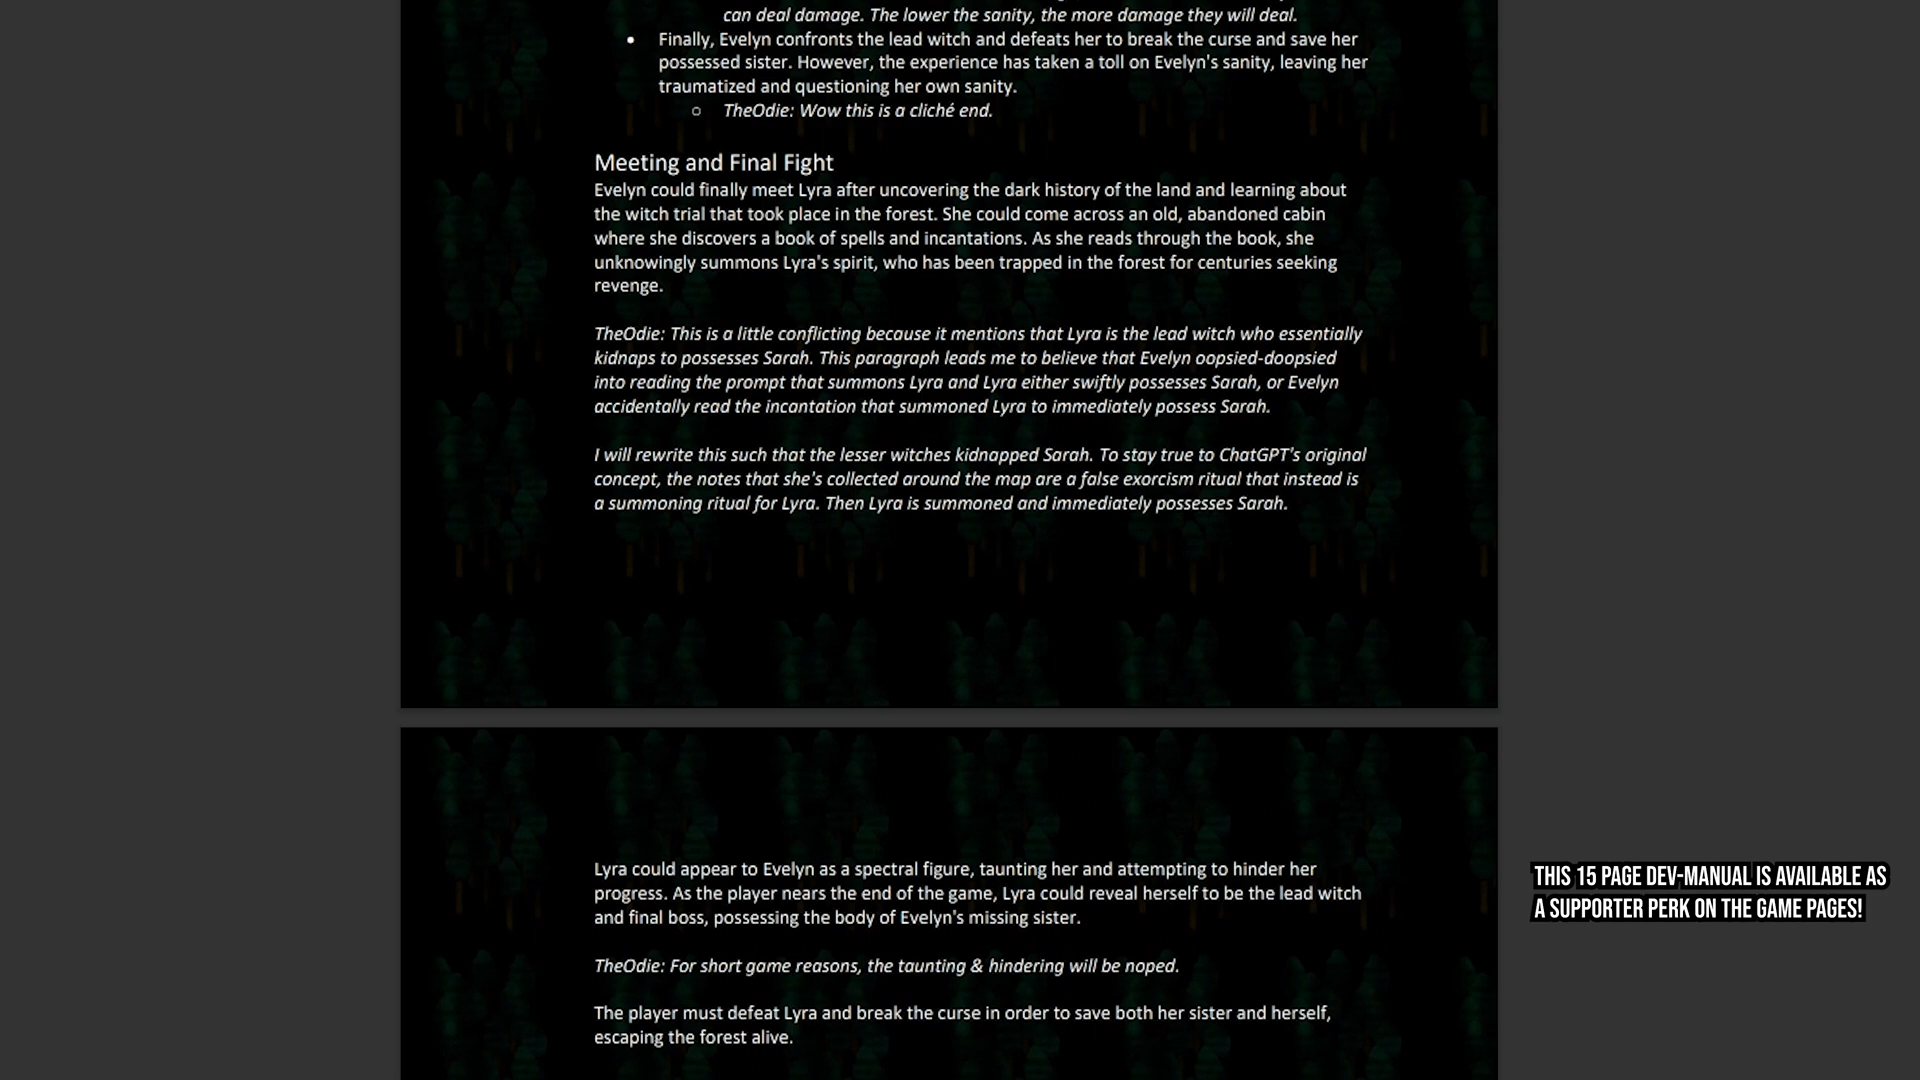 can deal damage. The lower the sanity, the more damage they will deal.
• Finally, Evelyn confronts the lead witch and defeats her to break the curse and save her
possessed sister. However, the experience has taken a toll on Evelyn's sanity, leaving her
traumatized and questioning her own sanity.
○ TheOdie: Wow this is a cliché end.
Meeting and Final Fight
Evelyn could finally meet Lyra after uncovering the dark history of the land and learning about
the witch trial that took place in the forest. She could come across an old, abandoned cabin
where she discovers a book of spells and incantations. As she reads through the book, she
unknowingly summons Lyra's spirit, who has been trapped in the forest for centuries seeking
revenge.
TheOdie: This is a little conflicting because it mentions that Lyra is the lead witch who essentially
kidnaps to possesses Sarah. This paragraph leads me to believe that Evelyn oopsied-doopsied
into reading the prompt that summons Lyra and Lyra either swiftly possesses Sarah, or Evelyn
accidentally read the incantation that summoned Lyra to immediately possess Sarah.
I will rewrite this such that the lesser witches kidnapped Sarah. To stay true to ChatGPT's original
concept, the notes that she's collected around the map are a false exorcism ritual that instead is
a summoning ritual for Lyra. Then Lyra is summoned and immediately possesses Sarah.
Lyra could appear to Evelyn as a spectral figure, taunting her and attempting to hinder her
progress. As the player nears the end of the game, Lyra could reveal herself to be the lead witch
and final boss, possessing the body of Evelyn's missing sister.
THIS 15 PAGE DEV-MANUAL IS AVAILABLE AS
A SUPPORTER PERK ON THE GAME PAGES!
TheOdie: For short game reasons, the taunting & hindering will be noped.
The player must defeat Lyra and break the curse in order to save both her sister and herself,
escaping the forest alive.